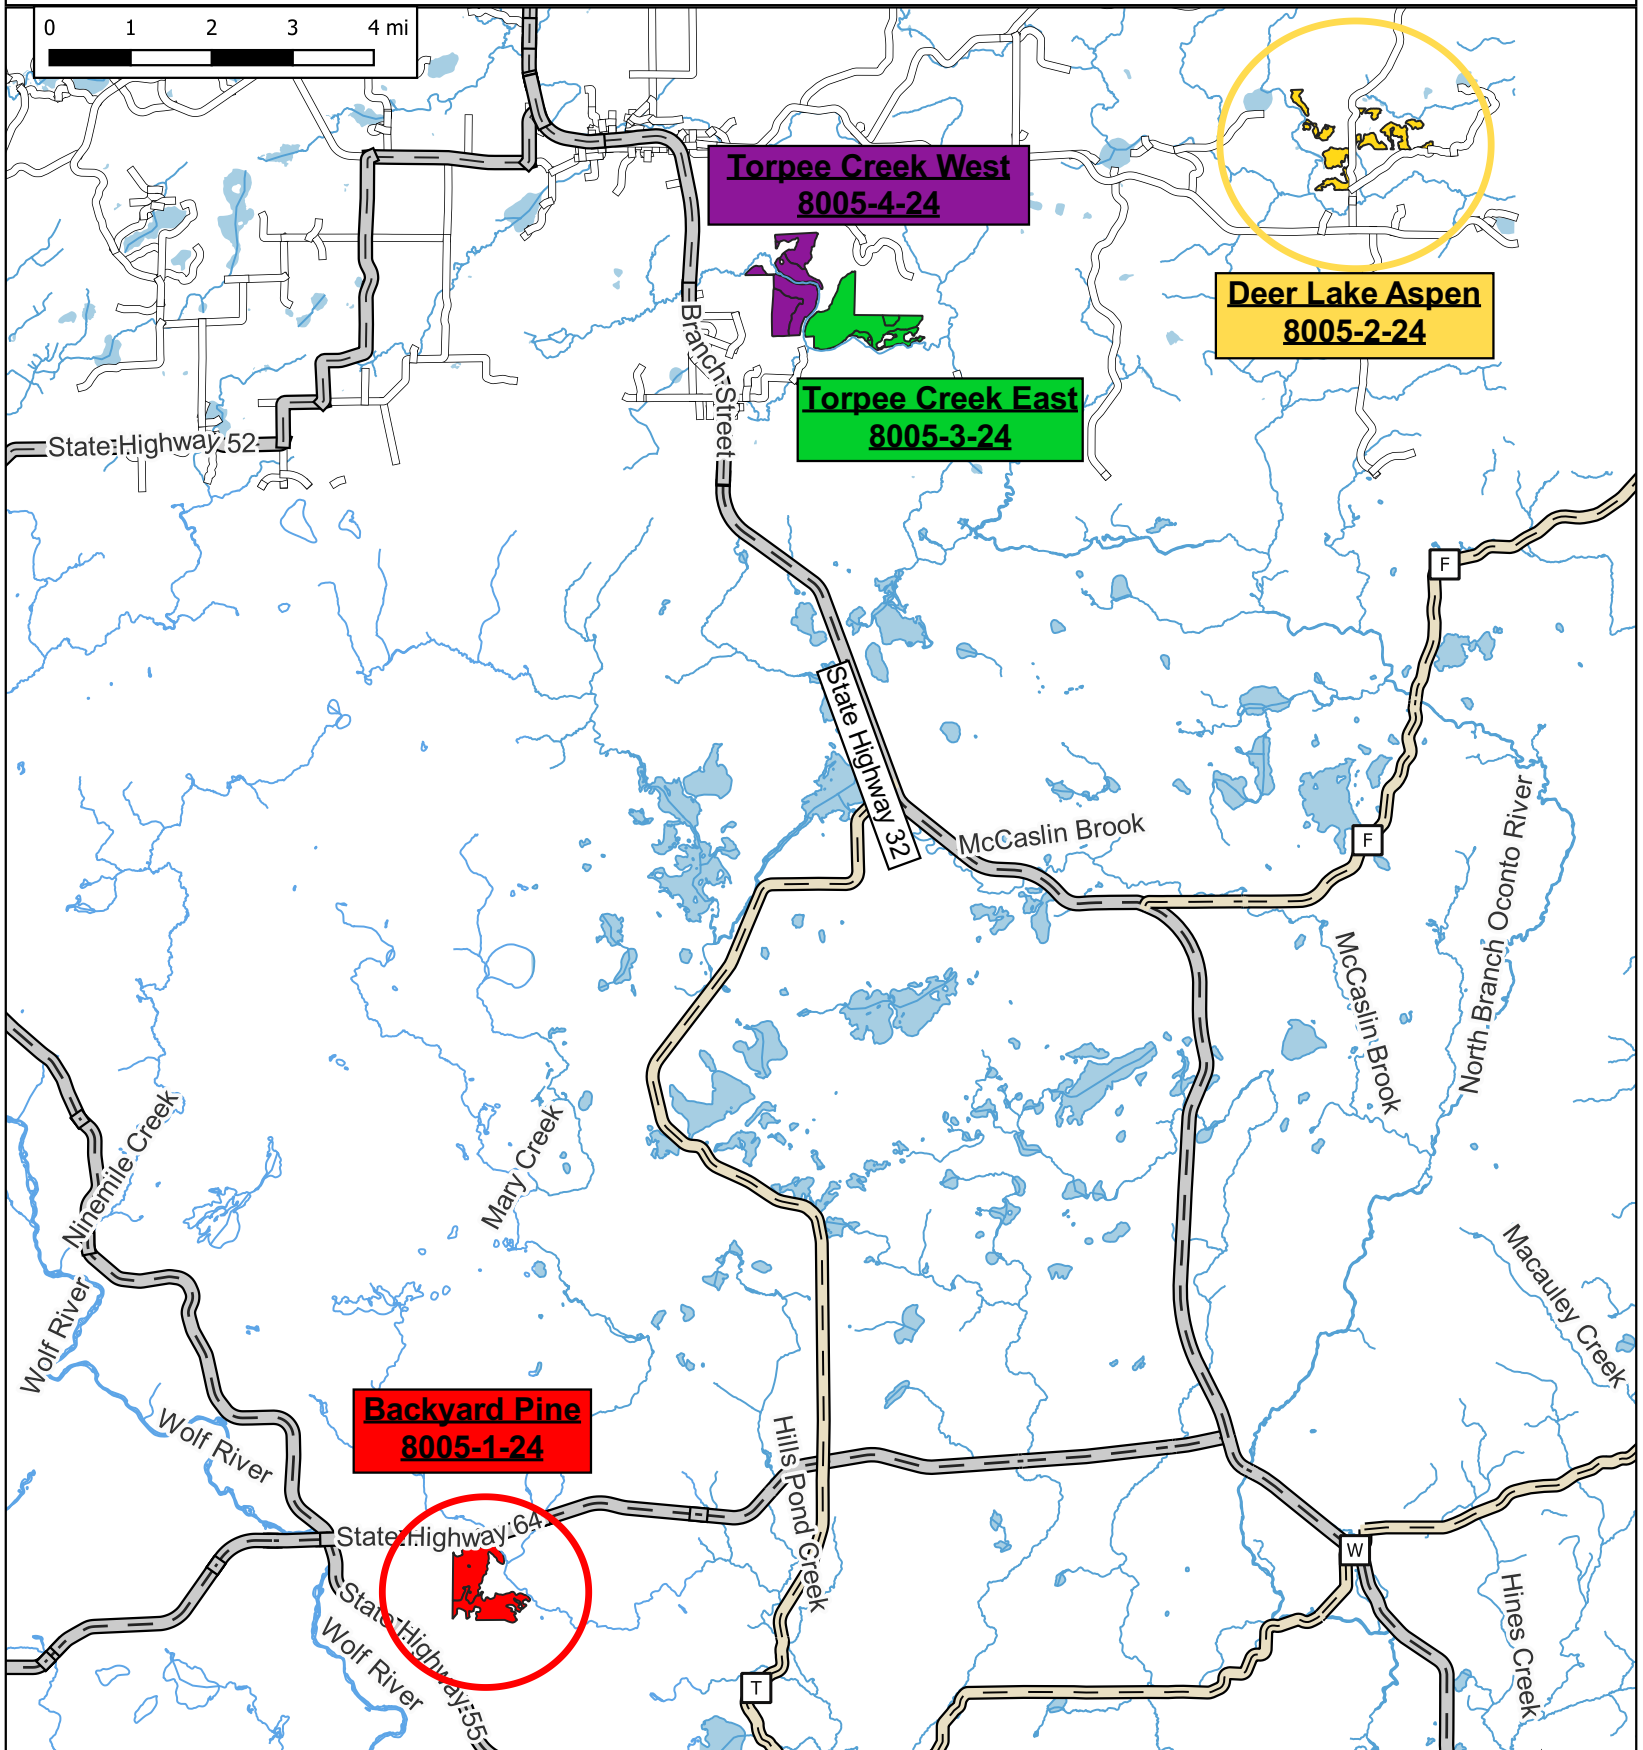 0 1 2 3 4 mi
Torpee Creek West
8005-4-24
Deer Lake Aspen
8005-2-24
Branch Street
Torpee Creek East
8005-3-24
State Highway 52
F
State Highway 32
McCaslin Brook
F
North Branch Oconto River
McCaslin Brook
Ninemile Creek
Mary Creek
Macauley Creek
Wolf River
Backyard Pine
8005-1-24
Wolf River
Hills Pond Creek
State Highway 64
W
State Highway 55
Wolf River
Hines Creek
T